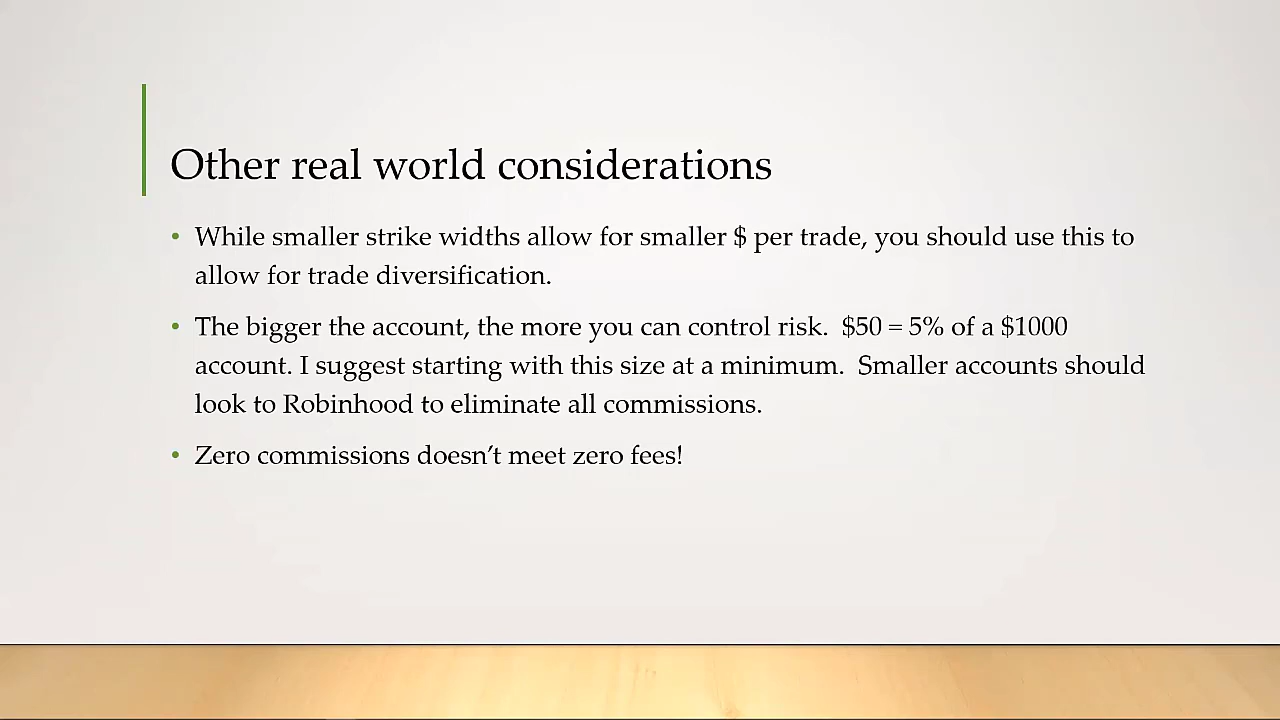 Other real world considerations
• While smaller strike widths allow for smaller $ per trade, you should use this to
allow for trade diversification.
• The bigger the account, the more you can control risk.  $50 = 5% of a $1000
account. I suggest starting with this size at a minimum.  Smaller accounts should
look to Robinhood to eliminate all commissions.
• Zero commissions doesn’t meet zero fees!